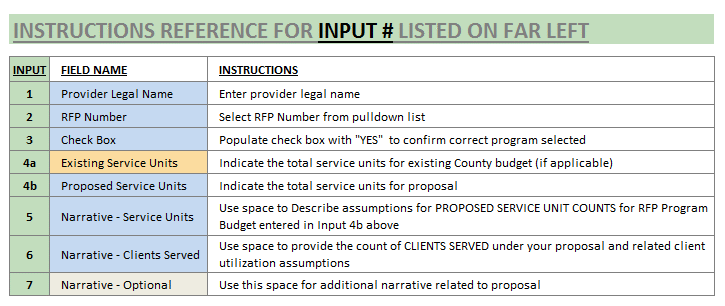 INSTRUCTIONS REFERENCE FOR INPUT # LISTED ON FAR LEFT
INPUT FIELD NAME INSTRUCTIONS
1 Provider Legal Name Enter provider legal name
2 RFP Number Select RFP Number from pulldown list
3 Check Box Populate check box with "YES" to confirm correct program selected
4a Existing Service Units Indicate the total service units for existing County budget (if applicable)
4b Proposed Service Units Indicate the total service units for proposal
5 Narrative - Service Units Use space to Describe assumptions for PROPOSED SERVICE UNIT COUNTS for RFP Program
Budget entered in Input 4b above
6 Narrative - Clients Served Use space to provide the count of CLIENTS SERVED under your proposal and related client
utilization assumptions
7 Narrative - Optional Use this space for additional narrative related to proposal